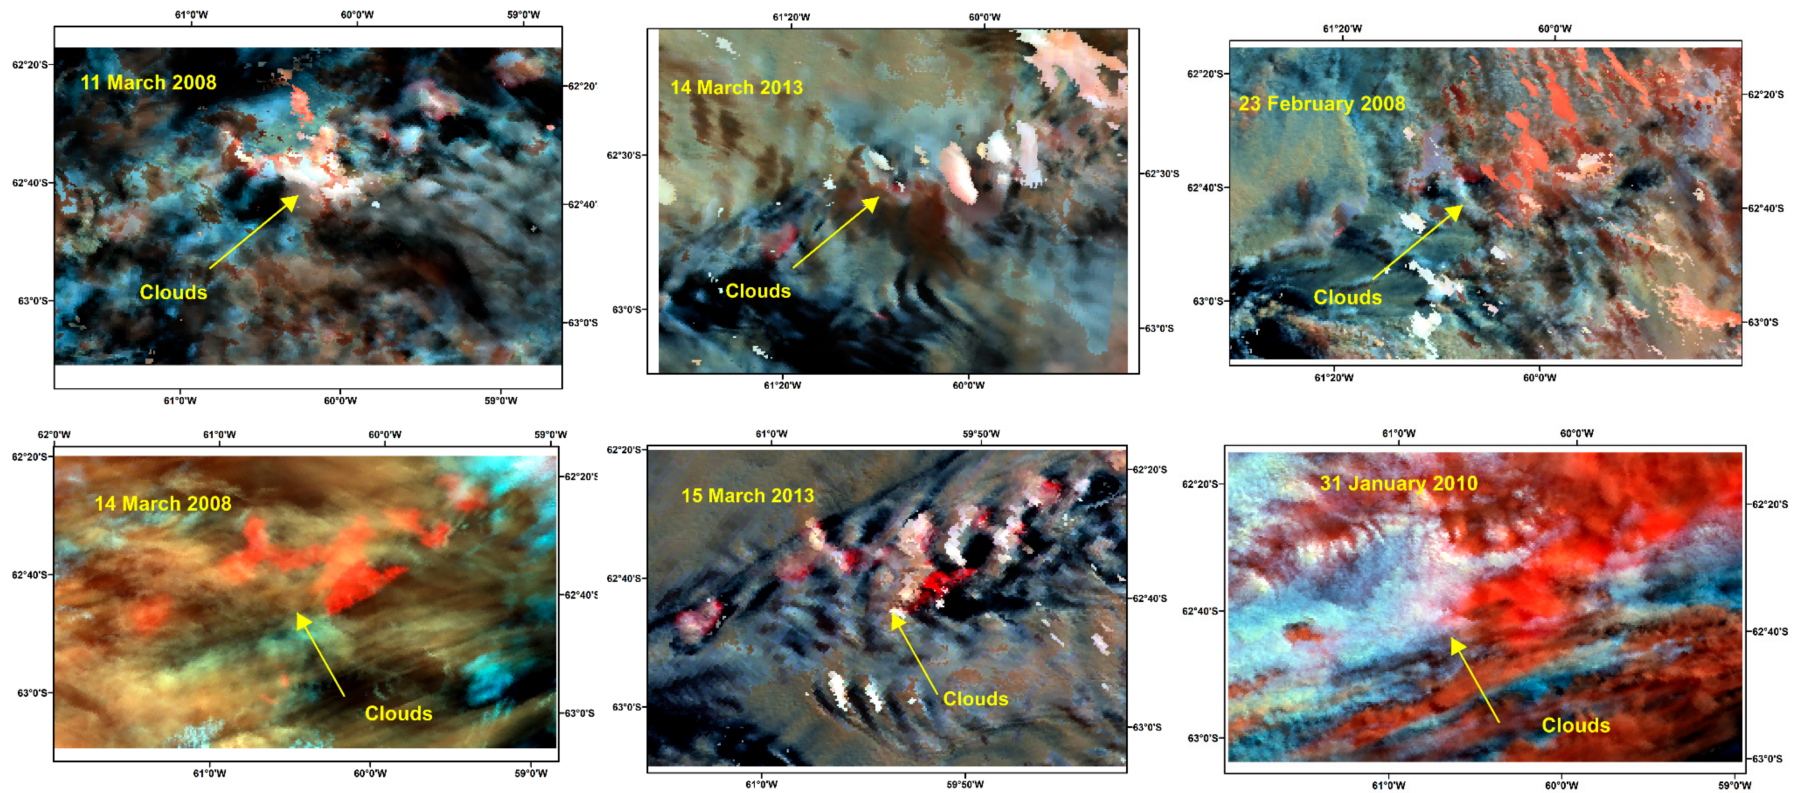 61°0'W 60°0'W 59°0'W
62°20'S
62°20'
11 March 2008
62°40'S
62°40'
Clouds
63°0'S
63°0'S
61°0'W 60°0'W 59°0'W
61°20'W 60°0'W
14 March 2013
62°30'S
62°30'S
Clouds
63°0'S
63°0'S
61°20'W 60°0'W
61°20'W 60°0'W
62°20'S
62°20'S
23 February 2008
62°40'S
62°40'S
Clouds
63°0'S
63°0'S
61°20'W 60°0'W
62°0'W 61°0'W 60°0'W 59°0'W
62°20'S
62°20'S
14 March 2008
62°40'S
62°40'S
63°0'S
Clouds
63°0'S
61°0'W 60°0'W 59°0'W
61°0'W 59°50'W
62°20'S
62°20'S
15 March 2013
62°40'S
62°40'S
Clouds
63°0'S
63°0'S
61°0'W 59°50'W
61°0'W 60°0'W
62°20'S
31 January 2010
62°20'S
62°40'S
62°40'S
Clouds
63°0'S
63°0'S
61°0'W 60°0'W 59°0'W